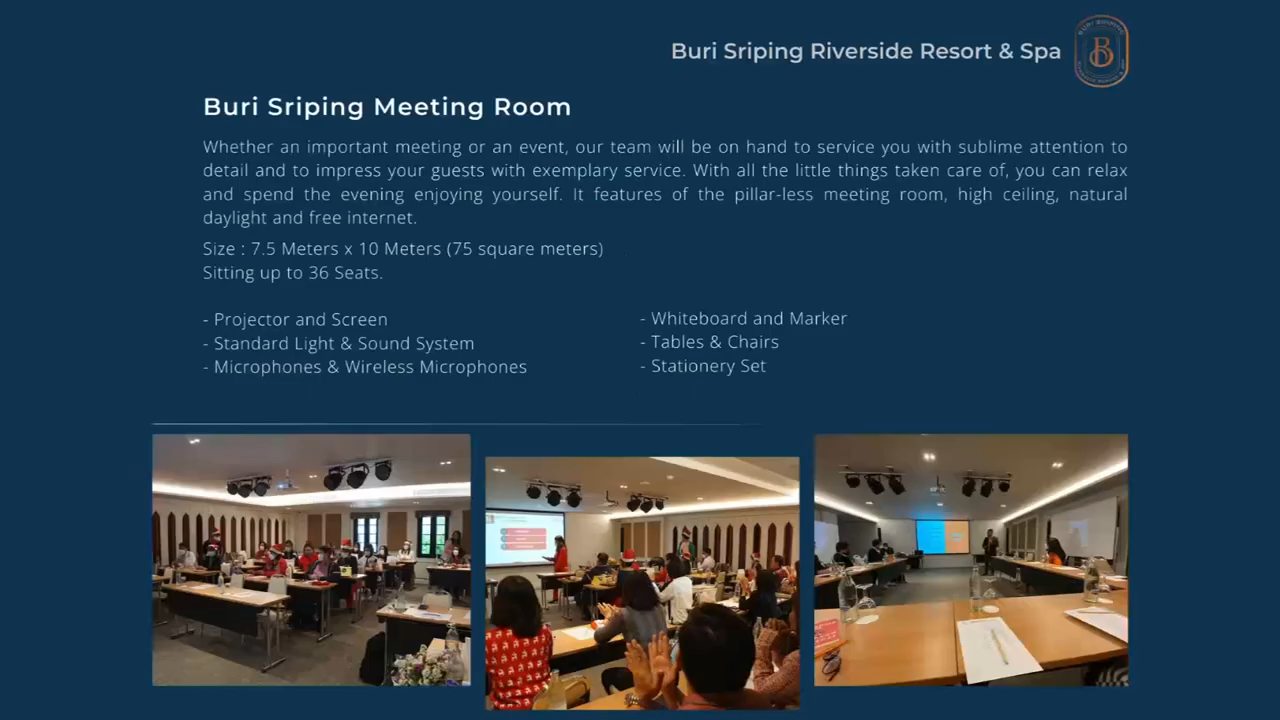 Buri Sriping Riverside Resort & Spa
B
Buri Sriping Meeting Room
Whether an important meeting or an event, our team will be on hand to service you with sublime attention to
detail and to impress your guests with exemplary service. With all the little things taken care of, you can relax
and spend the evening enjoying yourself. It features of the pillar-less meeting room, high ceiling, natural
daylight and free internet.
Size : 7.5 Meters x 10 Meters (75 square meters)
Sitting up to 36 Seats.
- Projector and Screen
- Standard Light & Sound System
- Microphones & Wireless Microphones
- Whiteboard and Marker
- Tables & Chairs
- Stationery Set